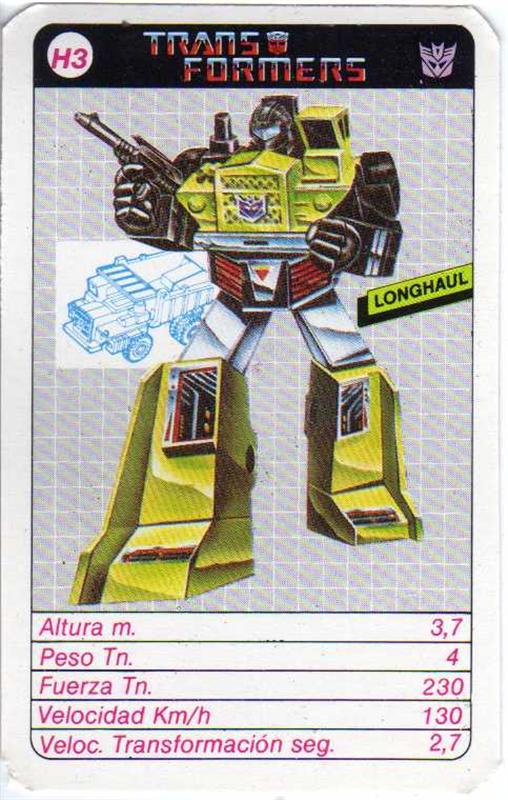 H3
TRANS
FORMERS
LONGHAUL
Altura m. 3,7
Peso Tn. 4
Fuerza Tn. 230
Velocidad Km/h 130
Veloc. Transformación seg. 2,7